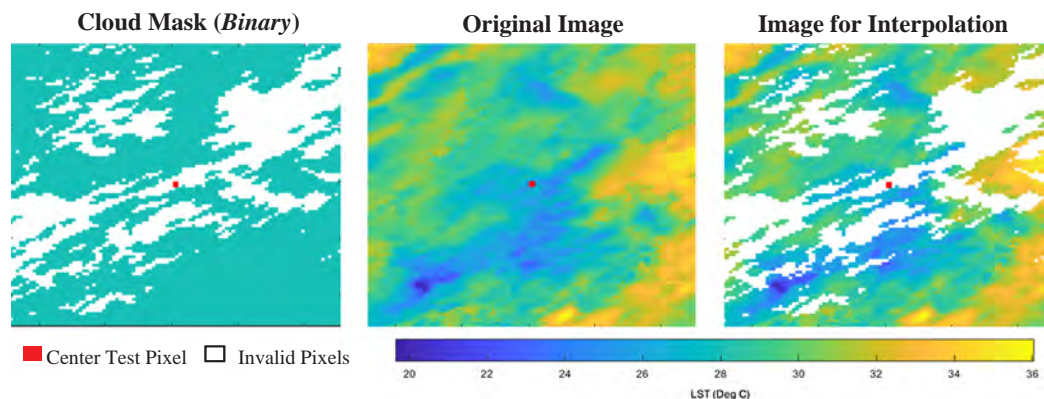 Cloud Mask (Binary) Original Image Image for Interpolation
Center Test Pixel Invalid Pixels
20 22 24 26 28 30 32 34 36
LST (Deg C)